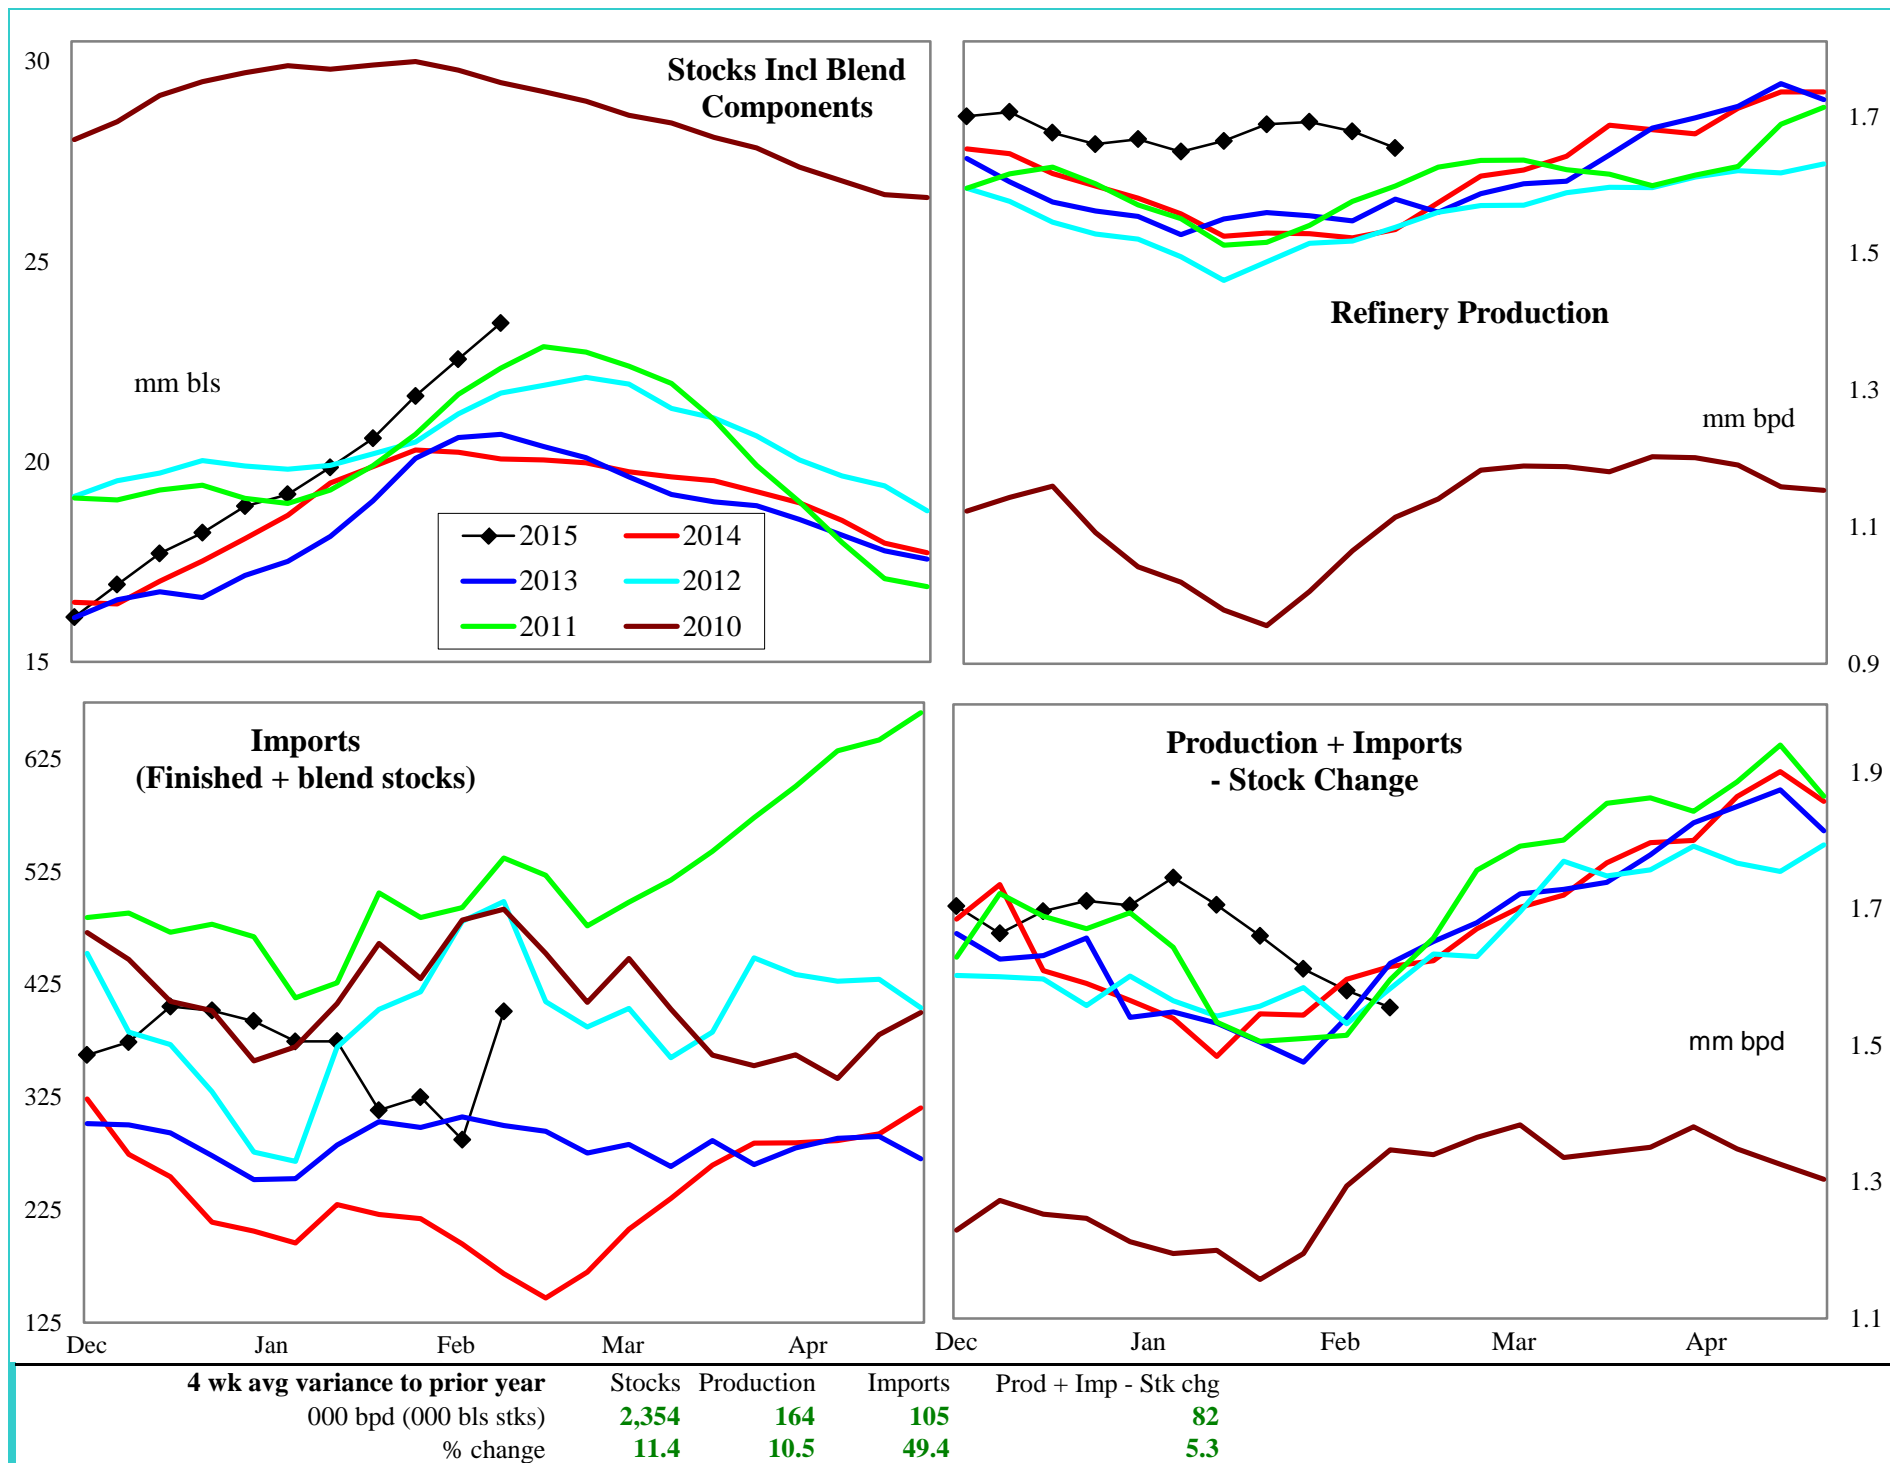 Stocks Incl Blend
Components
30
25
20
15
mm bls
2015
2014
2013
2012
2011
2010
Refinery Production
mm bpd
1.7
1.5
1.3
1.1
0.9
Imports
(Finished + blend stocks)
625
525
425
325
225
125
Dec Jan Feb Mar Apr
Production + Imports
- Stock Change
mm bpd
1.9
1.7
1.5
1.3
1.1
Dec Jan Feb Mar Apr
4 wk avg variance to prior year Stocks Production Imports Prod + Imp - Stk chg
000 bpd (000 bls stks) 2,354 164 105 82
% change 11.4 10.5 49.4 5.3